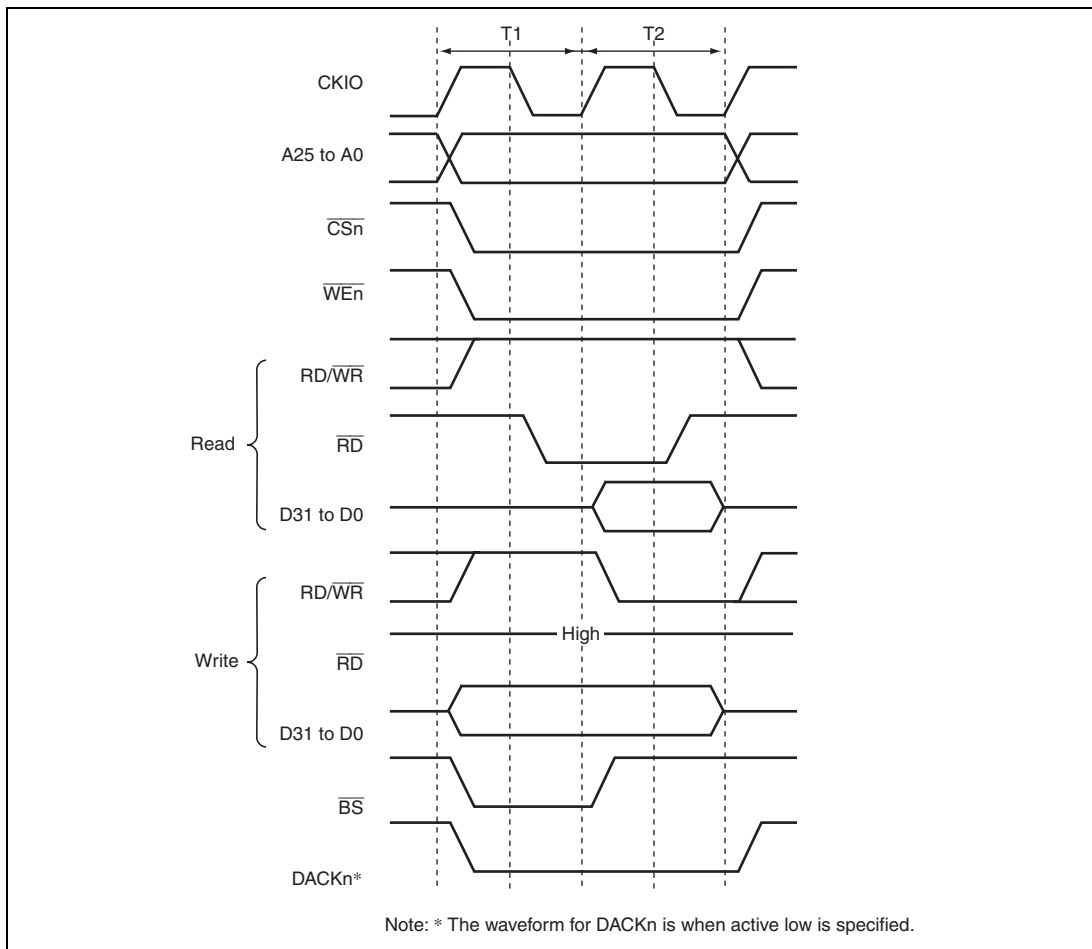 T1 T2
CKIO
A25 to A0
CSn
WEn
RD/WR
Read
RD
D31 to D0
RD/WR
High
Write
RD
D31 to D0
BS
DACKn*
Note: * The waveform for DACKn is when active low is specified.